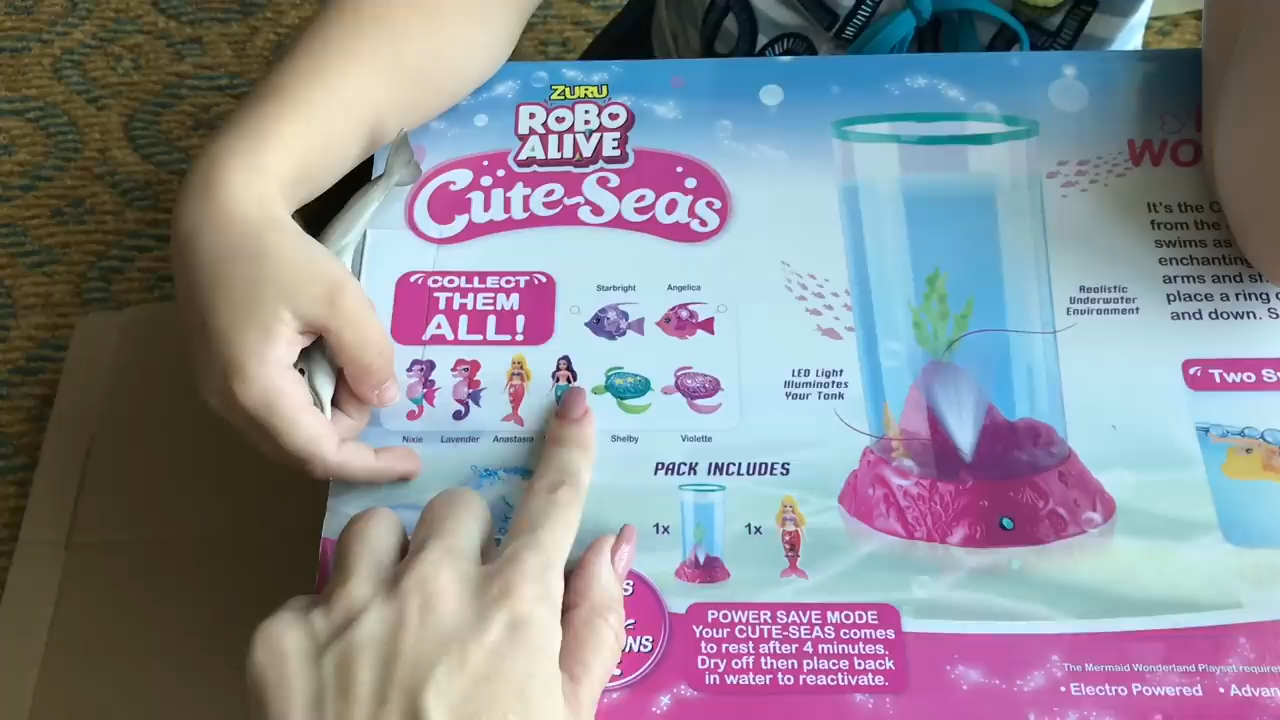 ZURU
ROBO
ALIVE
Cute-Seas
COLLECT
THEM
ALL!
Starbright Angelica
Nixie Lavender Anastasia Shelby Violette
PACK INCLUDES
1x 1x
LED Light
Illuminates
Your Tank
Realistic
Underwater
Environment
POWER SAVE MODE
Your CUTE-SEAS comes
to rest after 4 minutes.
Dry off then place back
in water to reactivate.
It's the
from the
swims as
enchanting
arms and
place a ring
and down.
Two
The Mermaid Wonderland Playset
• Electro Powered •